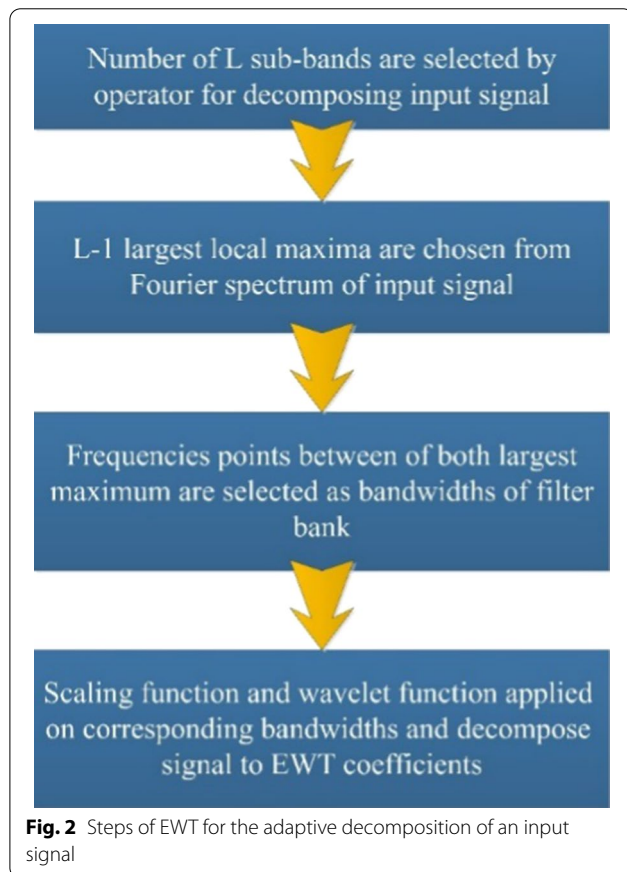 Number of L sub-bands are selected by
operator for decomposing input signal
L-1 largest local maxima are chosen from
Fourier spectrum of input signal
Frequencies points between of both largest
maximum are selected as bandwidths of filter
bank
Scaling function and wavelet function applied
on corresponding bandwidths and decompose
signal to EWT coefficients
Fig. 2 Steps of EWT for the adaptive decomposition of an input
signal